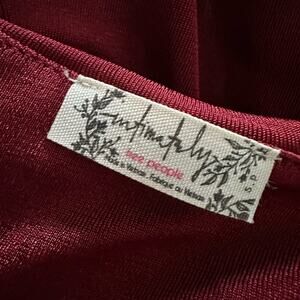 intimately
free people
Made in Vietnam, Fabriqué au Vietnam
S P